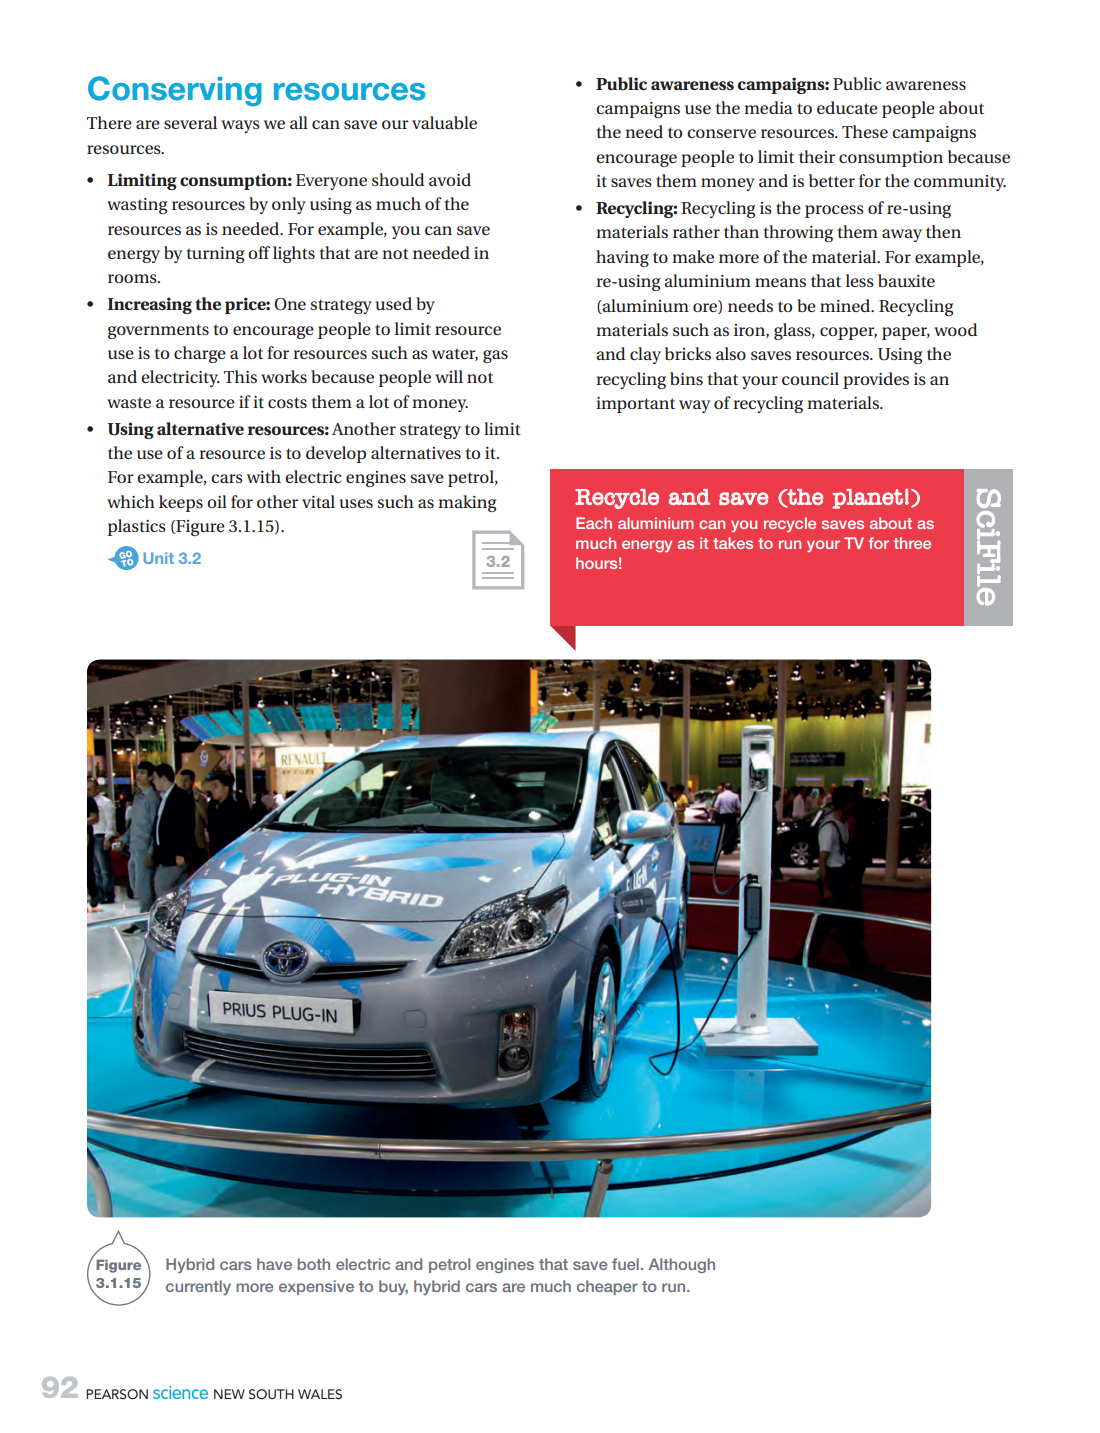 Conserving resources
There are several ways we all can save our valuable
resources.
• Limiting consumption: Everyone should avoid
wasting resources by only using as much of the
resources as is needed. For example, you can save
energy by turning off lights that are not needed in
rooms.
• Increasing the price: One strategy used by
governments to encourage people to limit resource
use is to charge a lot for resources such as water, gas
and electricity. This works because people will not
waste a resource if it costs them a lot of money.
• Using alternative resources: Another strategy to limit
the use of a resource is to develop alternatives to it.
For example, cars with electric engines save petrol,
which keeps oil for other vital uses such as making
plastics (Figure 3.1.15).
GO TO Unit 3.2
3.2
• Public awareness campaigns: Public awareness
campaigns use the media to educate people about
the need to conserve resources. These campaigns
encourage people to limit their consumption because
it saves them money and is better for the community.
• Recycling: Recycling is the process of re-using
materials rather than throwing them away then
having to make more of the material. For example,
re-using aluminium means that less bauxite
(aluminium ore) needs to be mined. Recycling
materials such as iron, glass, copper, paper, wood
and clay bricks also saves resources. Using the
recycling bins that your council provides is an
important way of recycling materials.
Recycle and save (the planet!)
Each aluminium can you recycle saves about as
much energy as it takes to run your TV for three
hours!
SciFile
RENAULT
PLUG-IN
HYBRID
PRIUS PLUG-IN
Figure
3.1.15
Hybrid cars have both electric and petrol engines that save fuel. Although
currently more expensive to buy, hybrid cars are much cheaper to run.
92 PEARSON science NEW SOUTH WALES